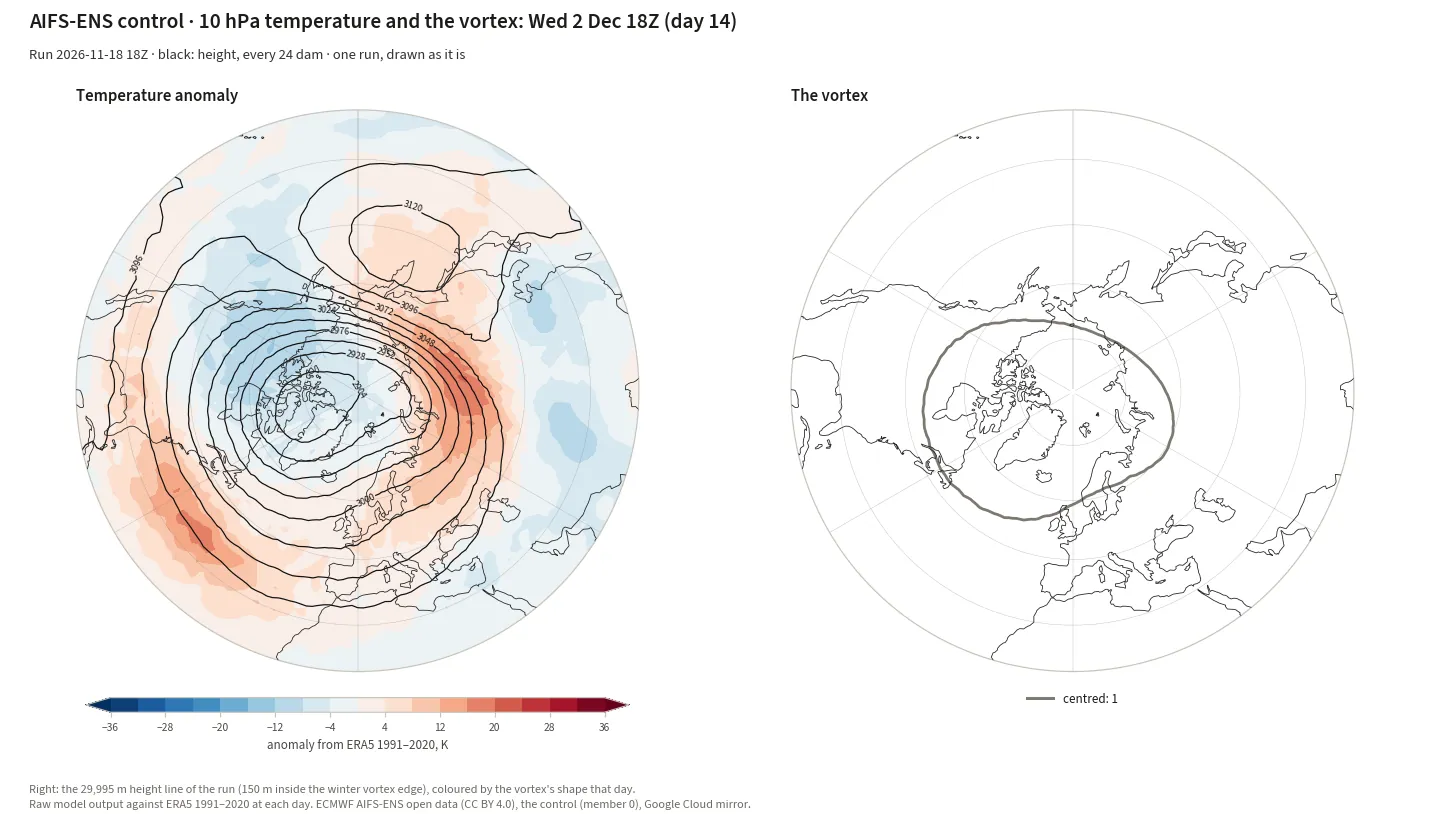 AIFS-ENS control · 10 hPa temperature and the vortex: Wed 2 Dec 18Z (day 14)
Run 2026-11-18 18Z · black: height, every 24 dam · one run, drawn as it is
Temperature anomaly
The vortex
3120
3096
3024
3072
3096
2976
3048
2928
2952
3000
−36
−28
−20
−12
−4
4
12
20
28
36
anomaly from ERA5 1991–2020, K
centred: 1
Right: the 29,995 m height line of the run (150 m inside the winter vortex edge), coloured by the vortex's shape that day.
Raw model output against ERA5 1991–2020 at each day. ECMWF AIFS-ENS open data (CC BY 4.0), the control (member 0), Google Cloud mirror.